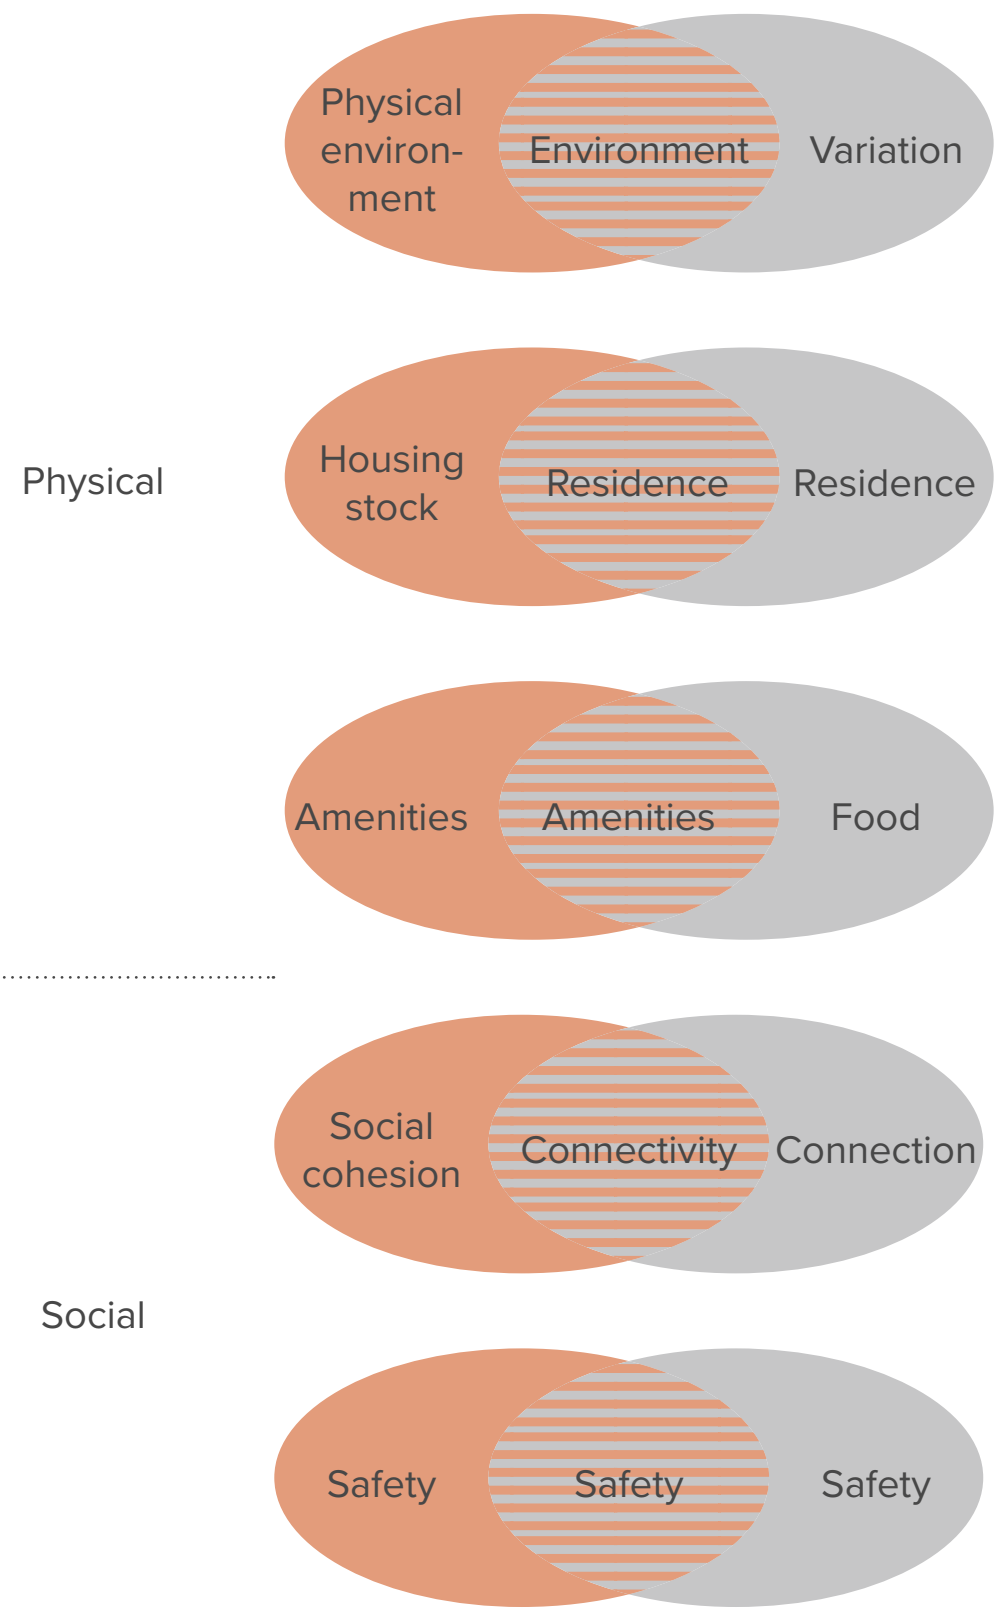 Physical
environ-
ment
Environment
Variation
Physical
Housing
stock
Residence
Residence
Amenities
Amenities
Food
Social
cohesion
Connectivity
Connection
Social
Safety
Safety
Safety